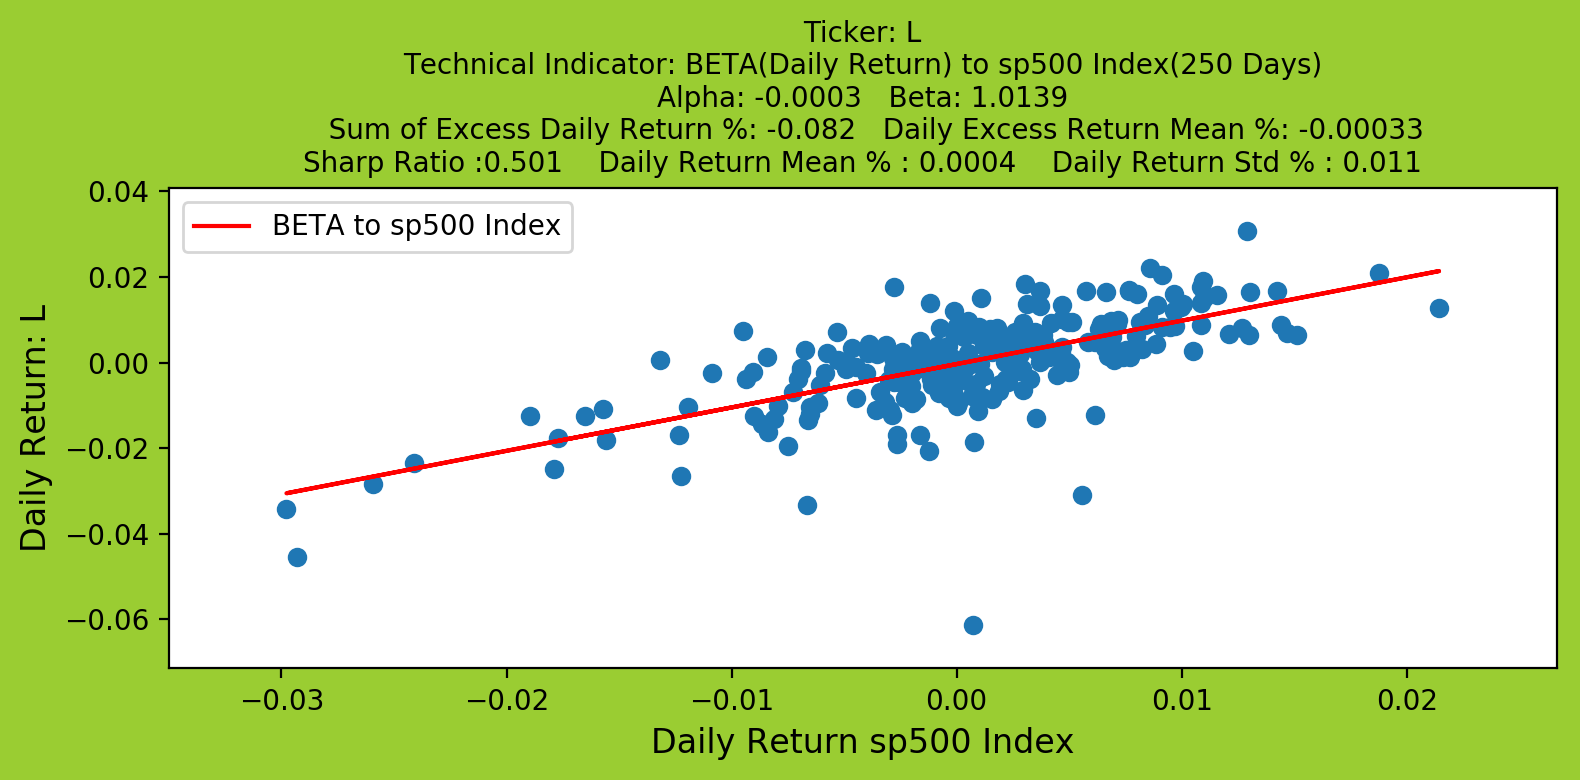 Ticker: L
Technical Indicator: BETA(Daily Return) to sp500 Index(250 Days)
Alpha: -0.0003   Beta: 1.0139
Sum of Excess Daily Return %: -0.082   Daily Excess Return Mean %: -0.00033
Sharp Ratio :0.501    Daily Return Mean % : 0.0004    Daily Return Std % : 0.011
BETA to sp500 Index
Daily Return: L
0.04
0.02
0.00
−0.02
−0.04
−0.06
−0.03 −0.02 −0.01 0.00 0.01 0.02
Daily Return sp500 Index